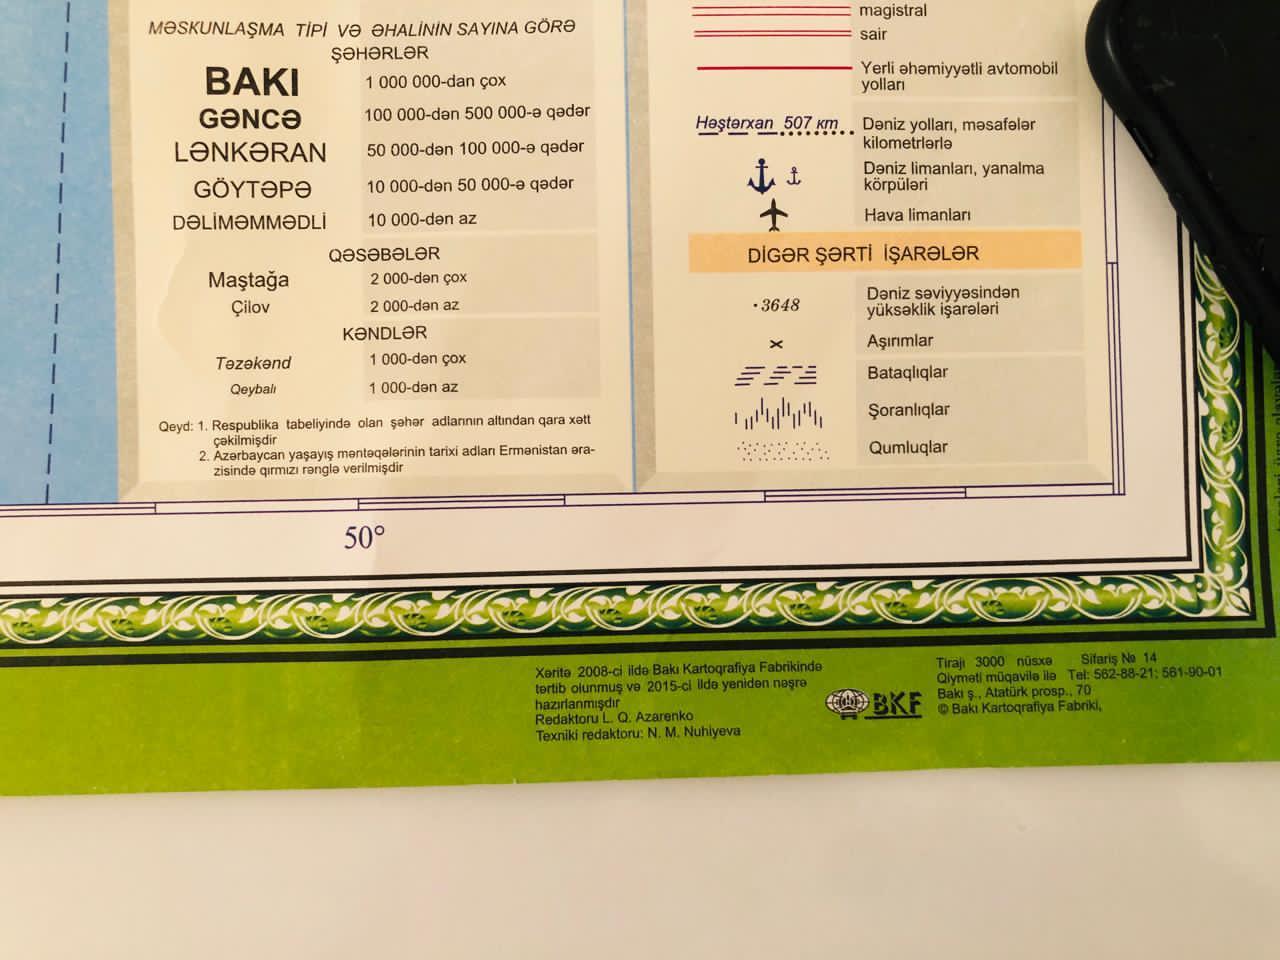 MƏSKUNLAŞMA TİPİ VƏ ƏHALİNİN SAYINA GÖRƏ
ŞƏHƏRLƏR
BAKI 1 000 000-dan çox
GƏNCƏ 100 000-dən 500 000-ə qədər
LƏNKƏRAN 50 000-dən 100 000-ə qədər
GÖYTƏPƏ 10 000-dən 50 000-ə qədər
DƏLİMƏMMƏDLİ 10 000-dən az
QƏSƏBƏLƏR
Maştağa 2 000-dən çox
Çilov 2 000-dən az
KƏNDLƏR
Təzəkənd 1 000-dən çox
Qeybalı 1 000-dən az
Qeyd: 1. Respublika tabeliyində olan şəhər adlarının altından qara xətt
çəkilmişdir
2. Azərbaycan yaşayış məntəqələrinin tarixi adları Ermənistan əra-
zisində qırmızı rənglə verilmişdir
magistral
sair
Yerli əhəmiyyətli avtomobil
yolları
Həştərxan 507 km Dəniz yolları, məsafələr
kilometrlərlə
Dəniz limanları, yanalma
körpüləri
Hava limanları
DİGƏR ŞƏRTİ İŞARƏLƏR
·3648 Dəniz səviyyəsindən
yüksəklik işarələri
Aşırımlar
Bataqlıqlar
Şoranlıqlar
Qumluqlar
50°
Xəritə 2008-ci ildə Bakı Kartoqrafiya Fabrikində
tərtib olunmuş və 2015-ci ildə yenidən nəşrə
hazırlanmışdır
Redaktoru L. Q. Azarenko
Texniki redaktoru: N. M. Nuhiyeva
BKF
Tirajı 3000 nüsxə Sifariş № 14
Qiyməti müqavilə ilə Tel: 562-88-21; 561-90-01
Bakı ş., Atatürk prosp., 70
© Bakı Kartoqrafiya Fabriki,